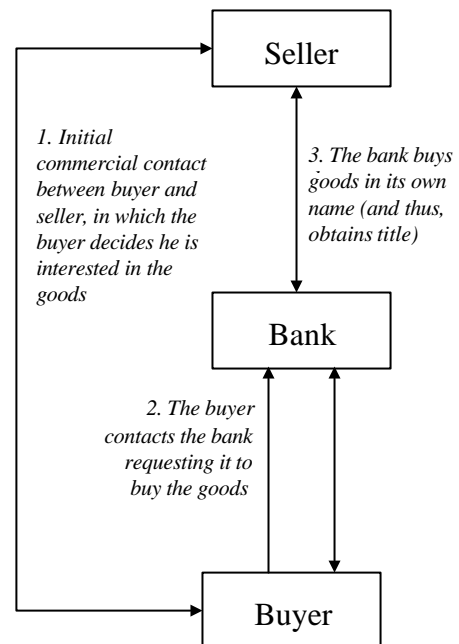 Seller
1. Initial
commercial contact
between buyer and
seller, in which the
buyer decides he is
interested in the
goods
3. The bank buys
goods in its own
name (and thus,
obtains title)
Bank
2. The buyer
contacts the bank
requesting it to
buy the goods
Buyer